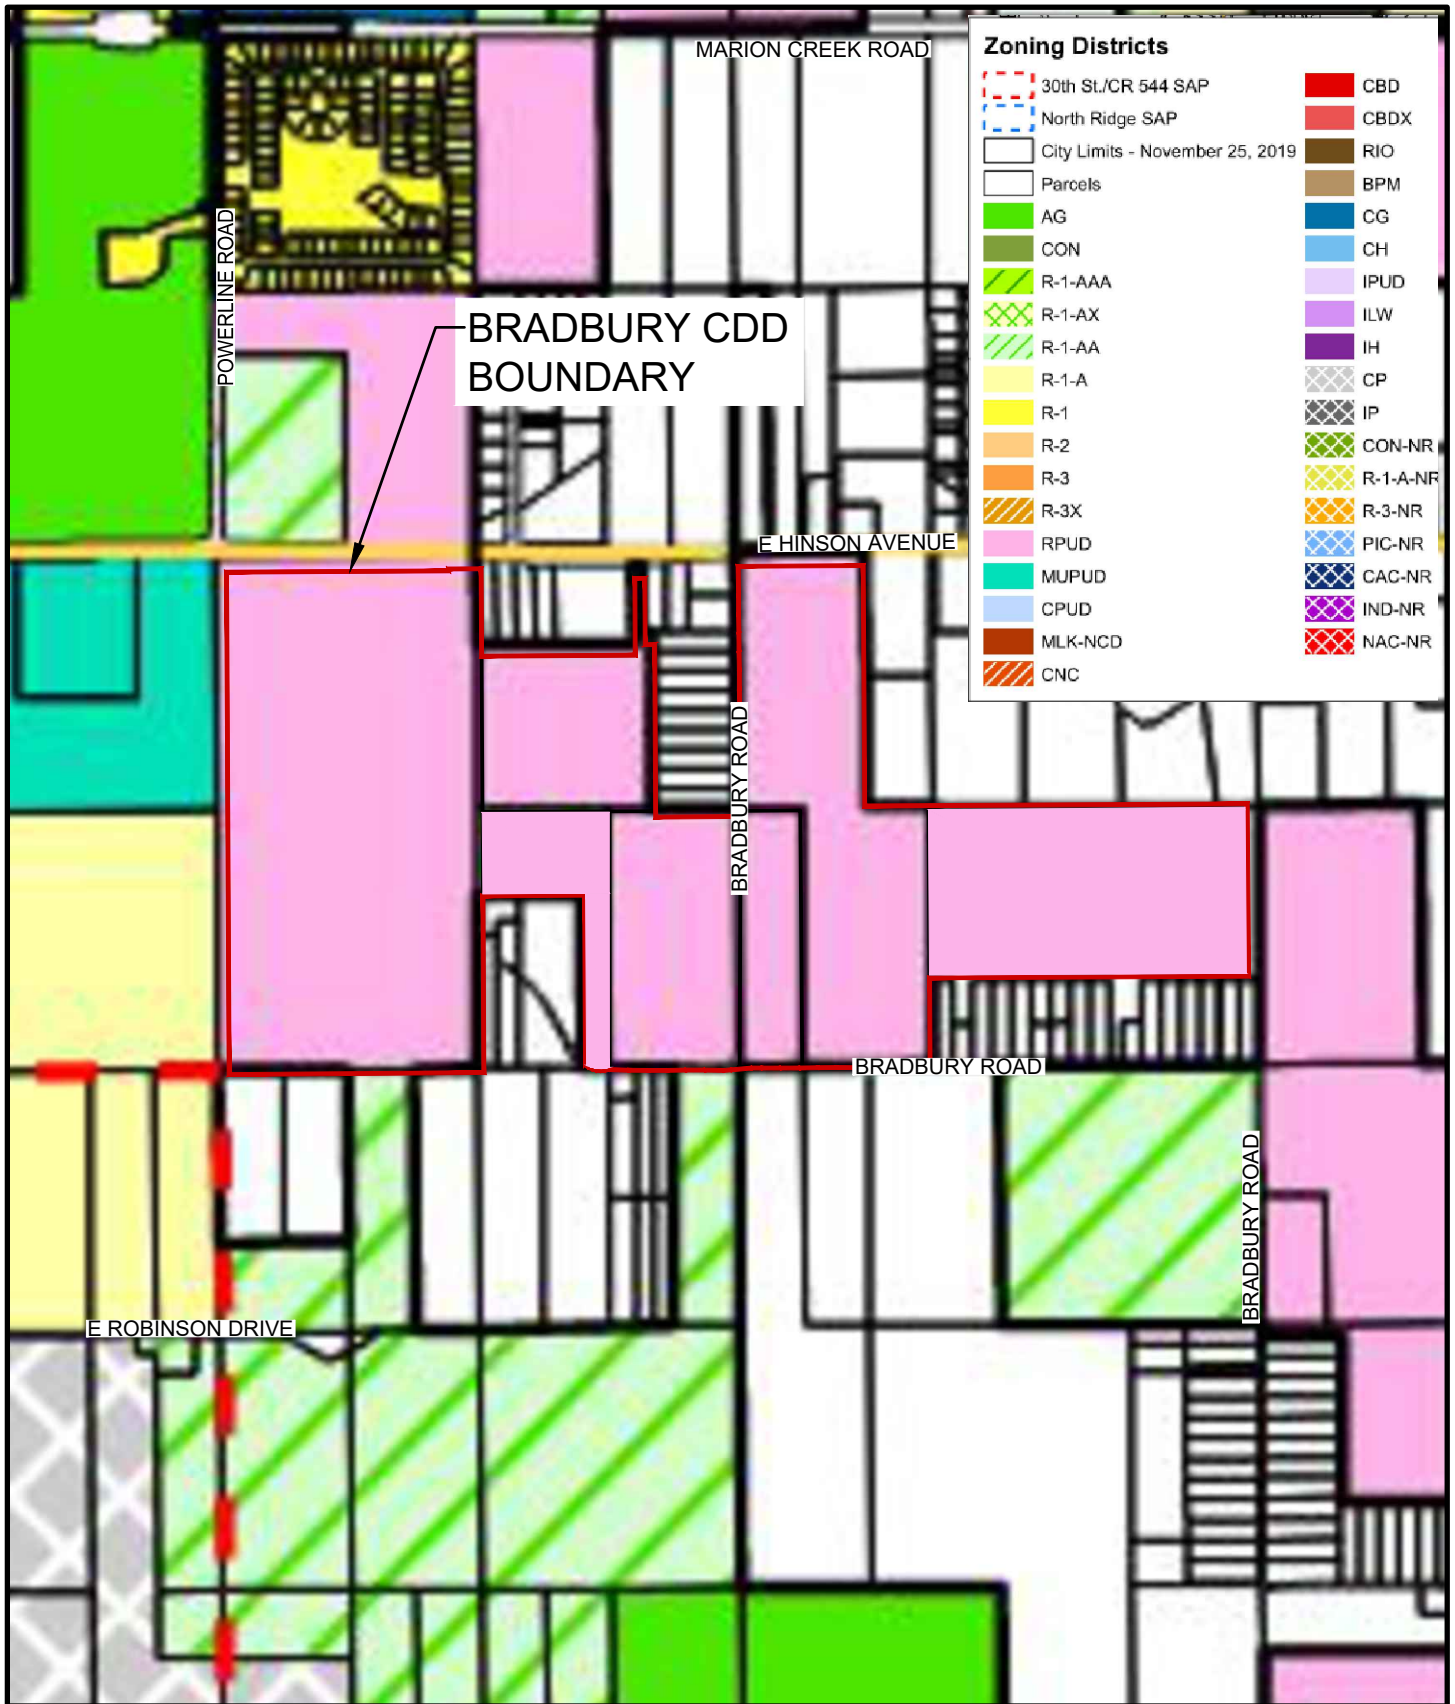 MARION CREEK ROAD
Zoning Districts
30th St./CR 544 SAP
North Ridge SAP
City Limits - November 25, 2019
Parcels
AG
CON
R-1-AAA
R-1-AX
R-1-AA
R-1-A
R-1
R-2
R-3
R-3X
RPUD
MUPUD
CPUD
MLK-NCD
CNC
CBD
CBDX
RIO
BPM
CG
CH
IPUD
ILW
IH
CP
IP
CON-NR
R-1-A-NR
R-3-NR
PIC-NR
CAC-NR
IND-NR
NAC-NR
POWERLINE ROAD
BRADBURY CDD
BOUNDARY
E HINSON AVENUE
BRADBURY ROAD
BRADBURY ROAD
BRADBURY ROAD
E ROBINSON DRIVE